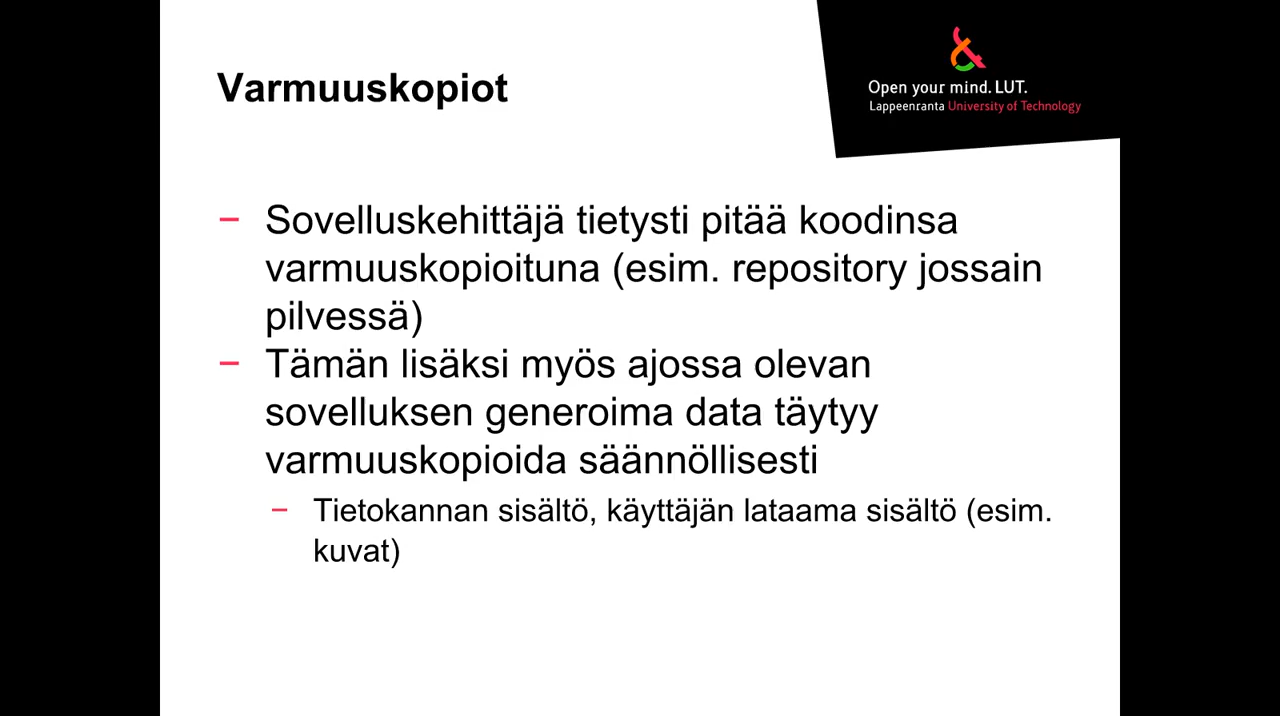 Varmuuskopiot
Open your mind. LUT.
Lappeenranta University of Technology
– Sovelluskehittäjä tietysti pitää koodinsa
varmuuskopioituna (esim. repository jossain
pilvessä)
– Tämän lisäksi myös ajossa olevan
sovelluksen generoima data täytyy
varmuuskopioida säännöllisesti
– Tietokannan sisältö, käyttäjän lataama sisältö (esim.
kuvat)